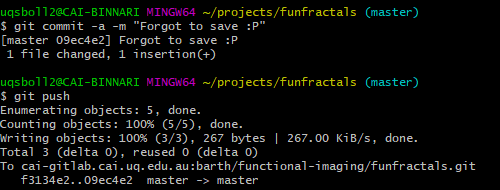 uqsboll2@CAI-BINNARI MINGW64 ~/projects/funfractals (master)
$ git commit -a -m "Forgot to save :P"
[master 09ec4e2] Forgot to save :P
 1 file changed, 1 insertion(+)

uqsboll2@CAI-BINNARI MINGW64 ~/projects/funfractals (master)
$ git push
Enumerating objects: 5, done.
Counting objects: 100% (5/5), done.
Writing objects: 100% (3/3), 267 bytes | 267.00 KiB/s, done.
Total 3 (delta 0), reused 0 (delta 0)
To cai-gitlab.cai.uq.edu.au:barth/functional-imaging/funfractals.git
   f3134e2..09ec4e2  master -> master